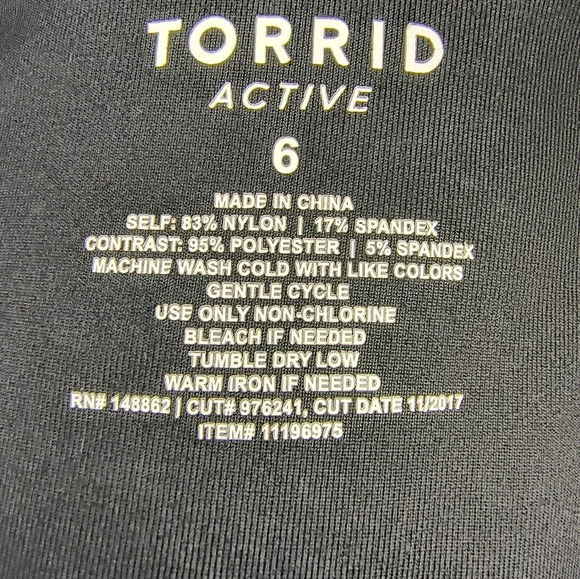 TORRID
ACTIVE
6
MADE IN CHINA
SELF: 83% NYLON | 17% SPANDEX
CONTRAST: 95% POLYESTER | 5% SPANDEX
MACHINE WASH COLD WITH LIKE COLORS
GENTLE CYCLE
USE ONLY NON-CHLORINE
BLEACH IF NEEDED
TUMBLE DRY LOW
WARM IRON IF NEEDED
RN# 148862 | CUT# 976241, CUT DATE 11/2017
ITEM# 11196975